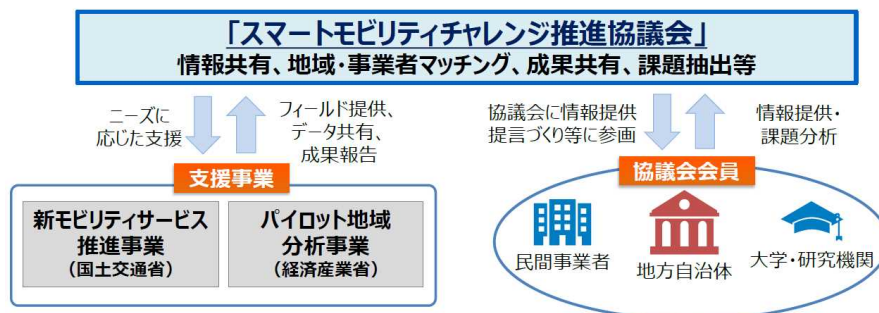 「スマートモビリティチャレンジ推進協議会」
情報共有、地域・事業者マッチング、成果共有、課題抽出等
ニーズに
応じた支援
フィールド提供、
データ共有、
成果報告
協議会に情報提供
提言づくり等に参画
情報提供・
課題分析
支援事業
新モビリティサービス
推進事業
（国土交通省）
パイロット地域
分析事業
（経済産業省）
協議会会員
民間事業者
地方自治体
大学・研究機関